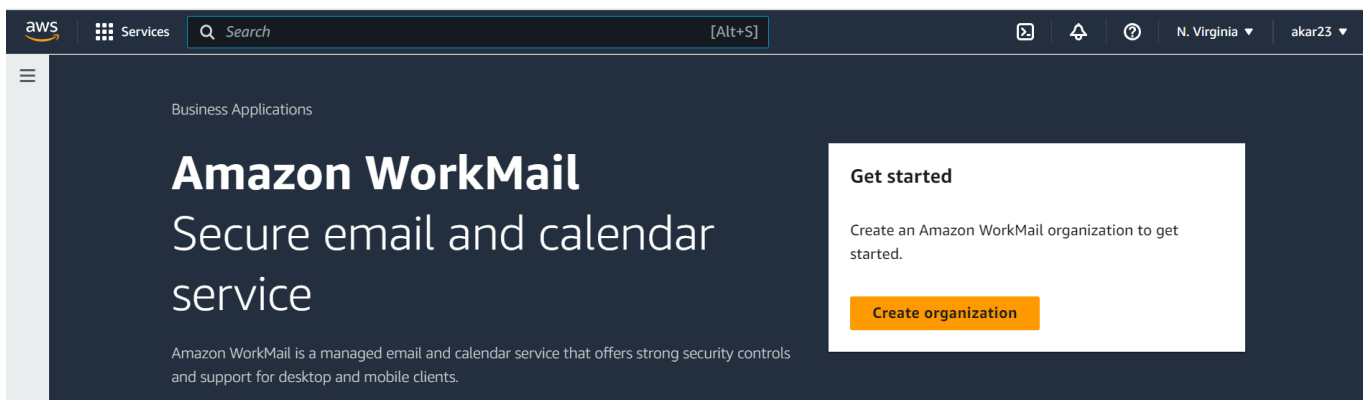 aws Services Search [Alt+S] N. Virginia akar23
Business Applications
Amazon WorkMail
Secure email and calendar
service
Amazon WorkMail is a managed email and calendar service that offers strong security controls
and support for desktop and mobile clients.
Get started
Create an Amazon WorkMail organization to get
started.
Create organization